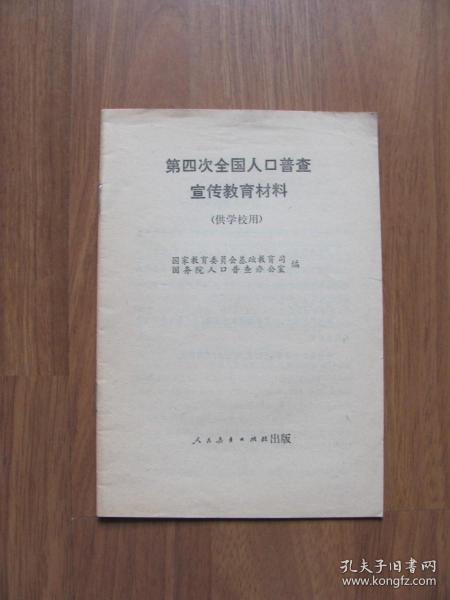 第四次全国人口普查
宣传教育材料
（供学校用）
国家教育委员会基础教育司
国务院人口普查办公室 编
人民教育出版社出版
孔夫子旧书网
www.kongfz.com